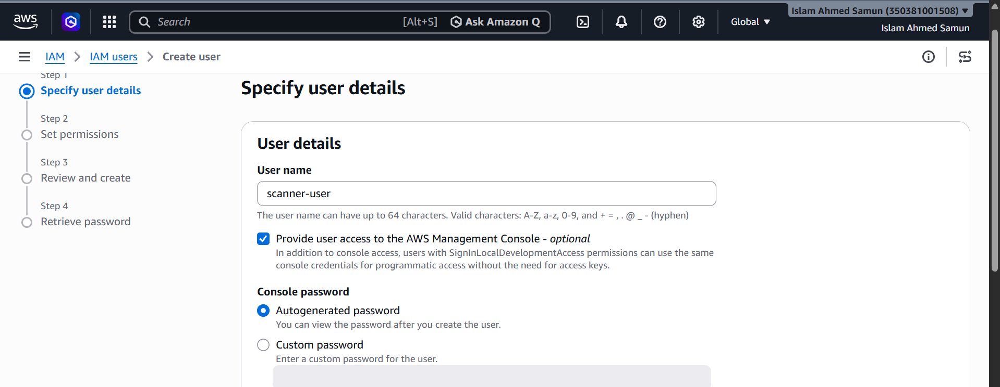 aws
Search
[Alt+S]
Ask Amazon Q
Global
Islam Ahmed Samun (350381001508)
Islam Ahmed Samun
IAM
IAM users
Create user
Step 1
Specify user details
Step 2
Set permissions
Step 3
Review and create
Step 4
Retrieve password
Specify user details
User details
User name
scanner-user
The user name can have up to 64 characters. Valid characters: A-Z, a-z, 0-9, and + = , . @ _ - (hyphen)
Provide user access to the AWS Management Console - optional
In addition to console access, users with SignInLocalDevelopmentAccess permissions can use the same
console credentials for programmatic access without the need for access keys.
Console password
Autogenerated password
You can view the password after you create the user.
Custom password
Enter a custom password for the user.